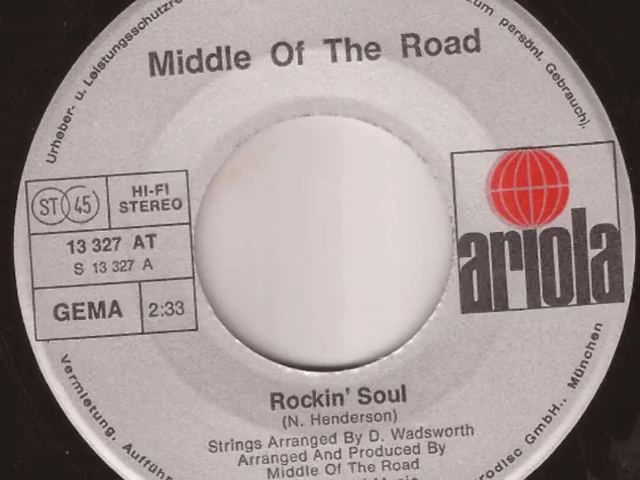 Urheber- u. Leistungsschutzre
zum persönl. Gebrauch).
Middle Of The Road
ST 45
HI-FI
STEREO
13 327 AT
S 13 327 A
GEMA
2:33
ariola
Rockin' Soul
(N. Henderson)
Strings Arranged By D. Wadsworth
Arranged And Produced By
Middle Of The Road
Vermietung, Aufführ
rodisc GmbH., München